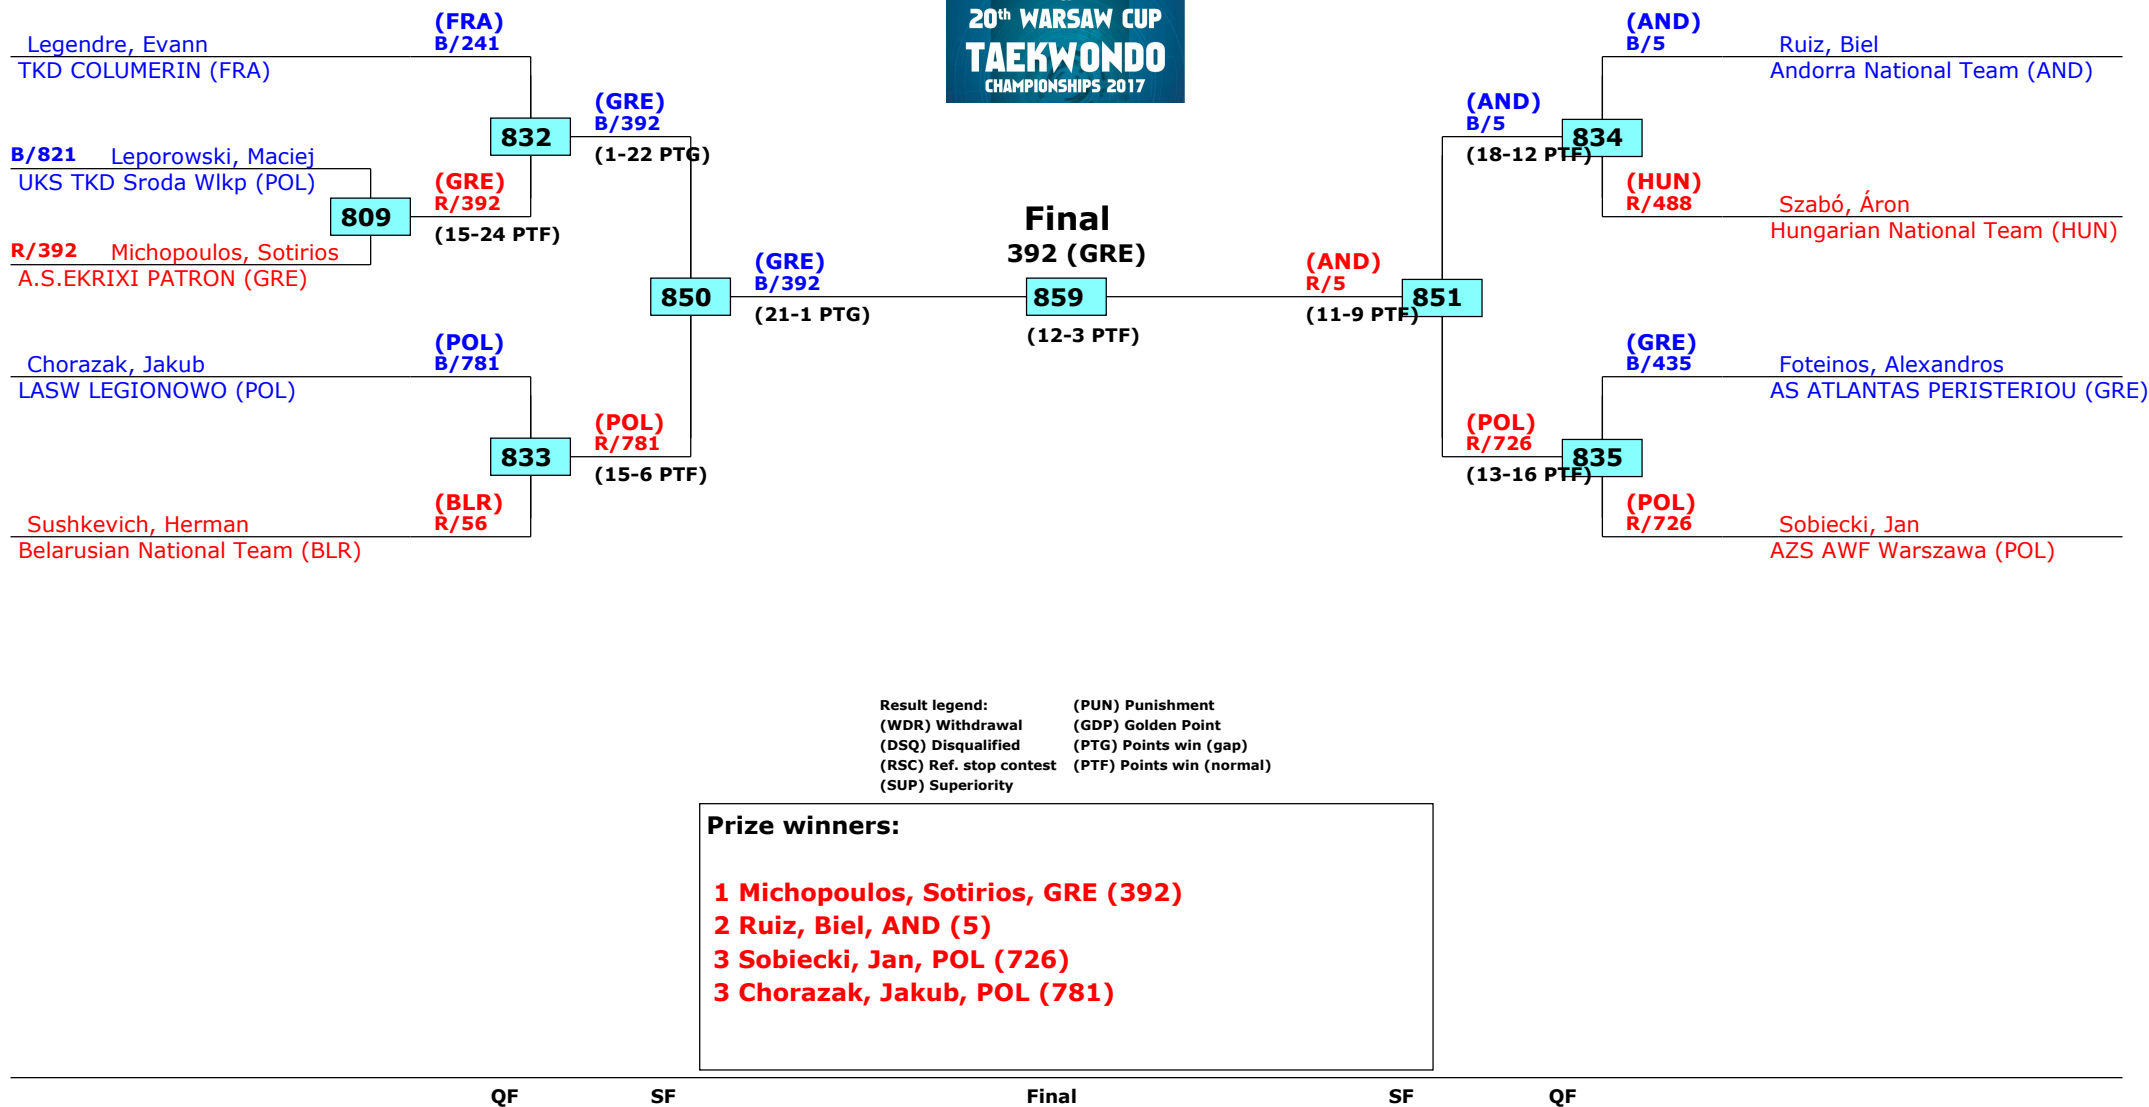 20th WARSAW CUP
TAEKWONDO
CHAMPIONSHIPS 2017
(FRA)
B/241
Legendre, Evann
TKD COLUMERIN (FRA)
832
(GRE)
B/392
(1-22 PTG)
B/821 Leporowski, Maciej
UKS TKD Sroda Wlkp (POL)
809
(GRE)
R/392
(15-24 PTF)
R/392 Michopoulos, Sotirios
A.S.EKRIXI PATRON (GRE)
850
(GRE)
B/392
(21-1 PTG)
(POL)
B/781
Chorazak, Jakub
LASW LEGIONOWO (POL)
833
(POL)
R/781
(15-6 PTF)
(BLR)
R/56
Sushkevich, Herman
Belarusian National Team (BLR)
Final
392 (GRE)
859
(12-3 PTF)
(AND)
R/5
(11-9 PTF)
851
(AND)
B/5
(18-12 PTF)
834
(AND)
B/5
Ruiz, Biel
Andorra National Team (AND)
(HUN)
R/488
Szabó, Áron
Hungarian National Team (HUN)
(GRE)
B/435
Foteinos, Alexandros
AS ATLANTAS PERISTERIOU (GRE)
(POL)
R/726
(13-16 PTF)
835
(POL)
R/726
Sobiecki, Jan
AZS AWF Warszawa (POL)
Result legend: (PUN) Punishment
(WDR) Withdrawal (GDP) Golden Point
(DSQ) Disqualified (PTG) Points win (gap)
(RSC) Ref. stop contest (PTF) Points win (normal)
(SUP) Superiority
Prize winners:
1 Michopoulos, Sotirios, GRE (392)
2 Ruiz, Biel, AND (5)
3 Sobiecki, Jan, POL (726)
3 Chorazak, Jakub, POL (781)
QF SF Final SF QF